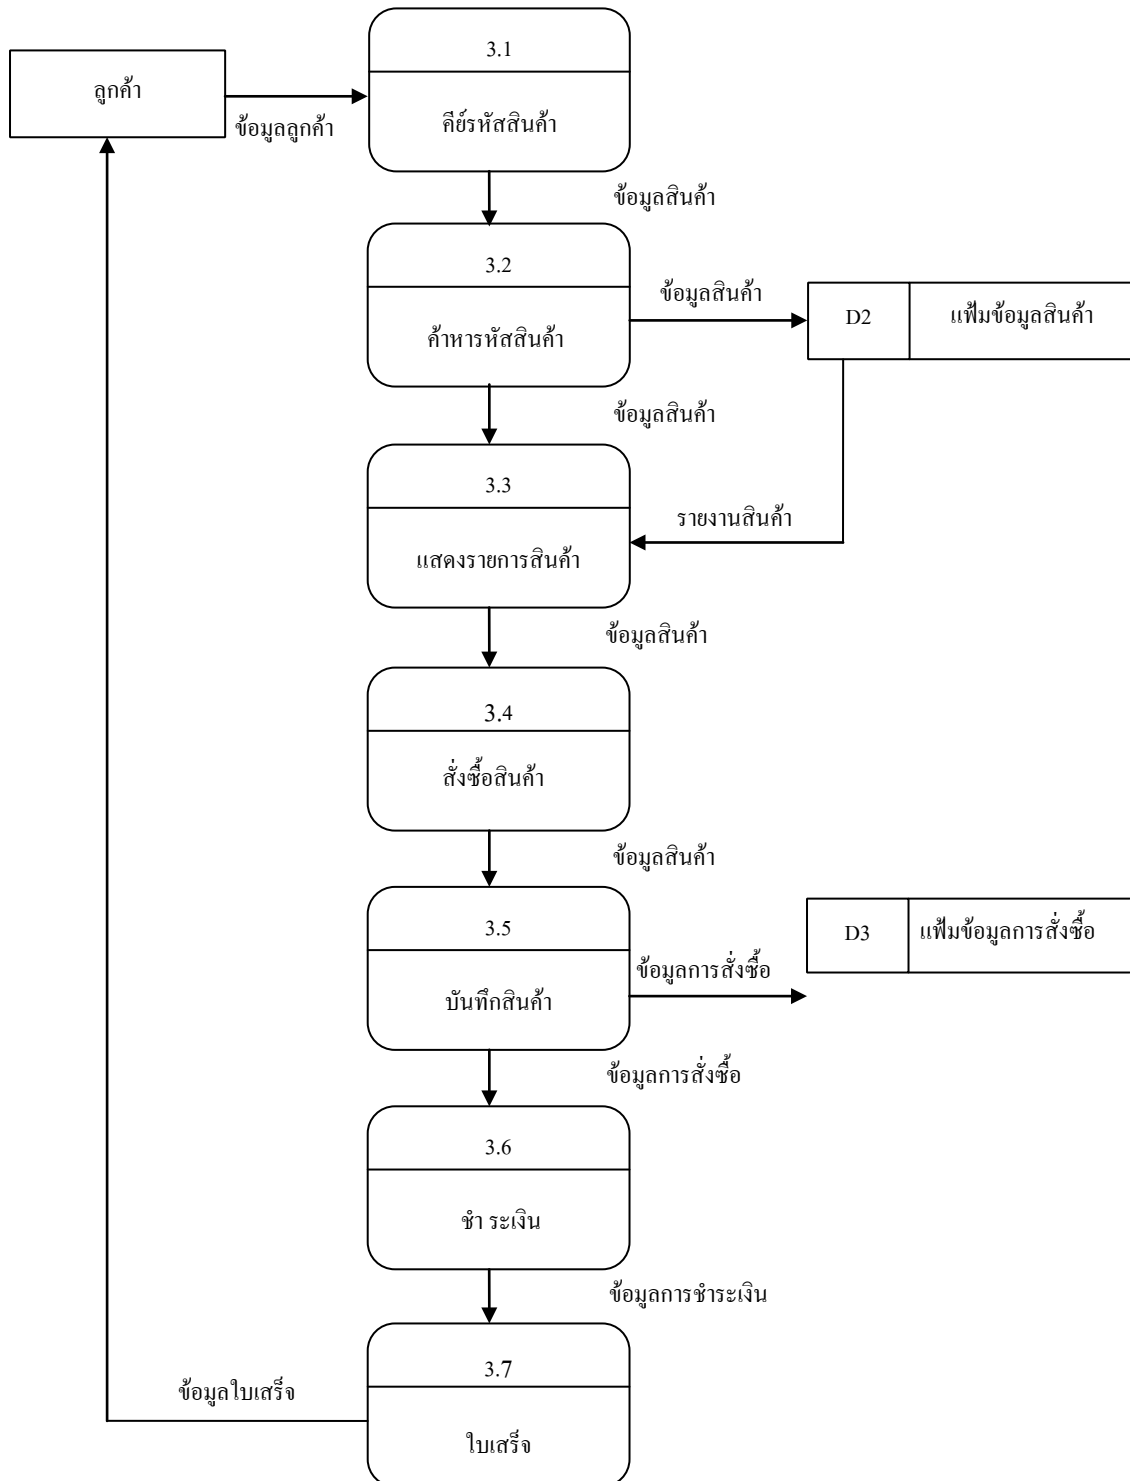 3.1
ลูกค้า
ข้อมูลลูกค้า
คีย์รหัสสินค้า
ข้อมูลสินค้า
3.2
ข้อมูลสินค้า
D2
แฟ้มข้อมูลสินค้า
ค้าหารหัสสินค้า
ข้อมูลสินค้า
3.3
รายงานสินค้า
แสดงรายการสินค้า
ข้อมูลสินค้า
3.4
สั่งซื้อสินค้า
ข้อมูลสินค้า
3.5
D3
แฟ้มข้อมูลการสั่งซื้อ
ข้อมูลการสั่งซื้อ
บันทึกสินค้า
ข้อมูลการสั่งซื้อ
3.6
ชำ ระเงิน
ข้อมูลการชำระเงิน
3.7
ข้อมูลใบเสร็จ
ใบเสร็จ